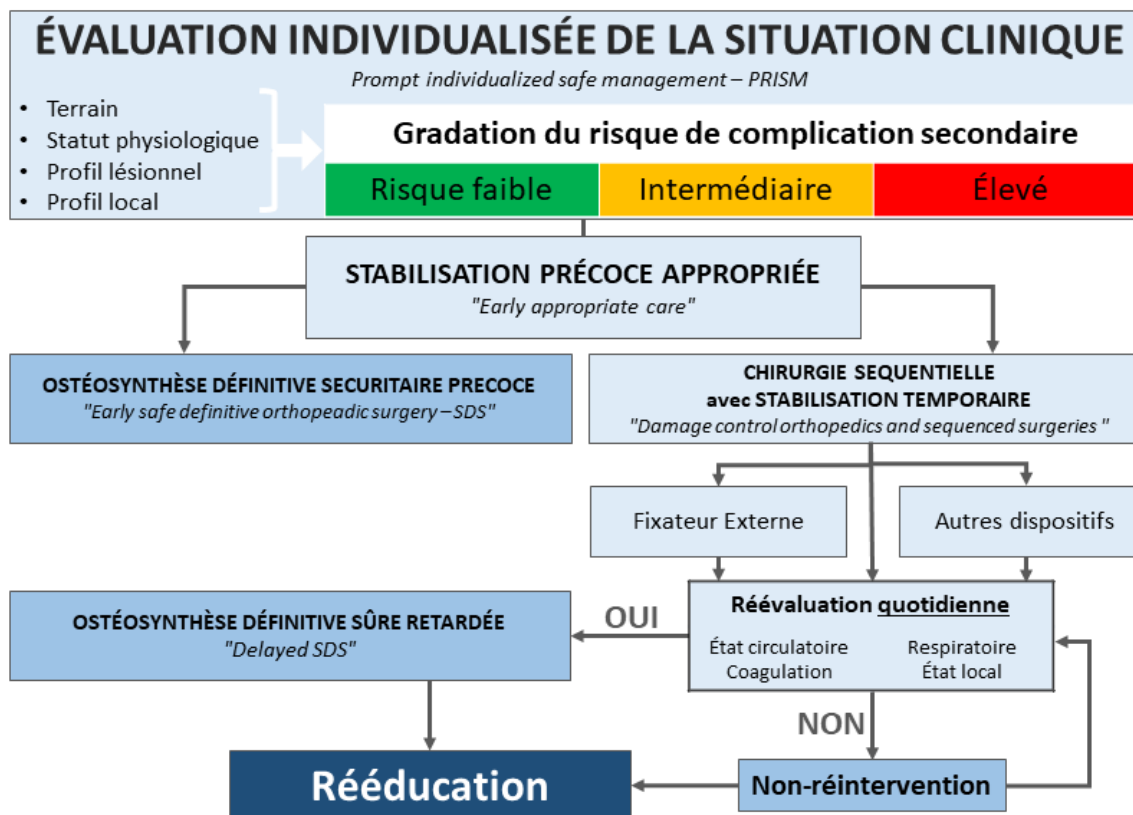 ÉVALUATION INDIVIDUALISÉE DE LA SITUATION CLINIQUE
Prompt individualized safe management – PRISM
• Terrain
• Statut physiologique
• Profil lésionnel
• Profil local
Gradation du risque de complication secondaire
Risque faible
Intermédiaire
Élevé
STABILISATION PRÉCOCE APPROPRIÉE
"Early appropriate care"
OSTÉOSYNTHÈSE DÉFINITIVE SECURITAIRE PRECOCE
"Early safe definitive orthopeadic surgery – SDS"
CHIRURGIE SEQUENTIELLE
avec STABILISATION TEMPORAIRE
"Damage control orthopedics and sequenced surgeries "
Fixateur Externe
Autres dispositifs
Réévaluation quotidienne
État circulatoire
Respiratoire
Coagulation
État local
OUI
OSTÉOSYNTHÈSE DÉFINITIVE SÛRE RETARDÉE
"Delayed SDS"
NON
Non-réintervention
Rééducation